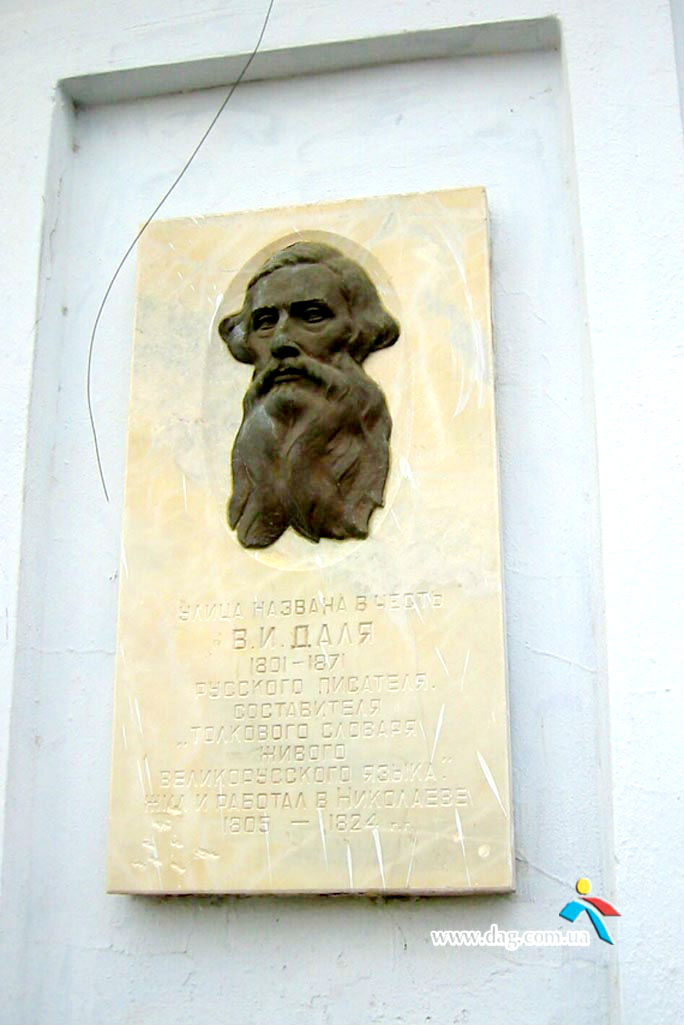 УЛИЦА НАЗВАНА В ЧЕСТЬ
В.И.ДАЛЯ
1801-1871
РУССКОГО ПИСАТЕЛЯ.
СОСТАВИТЕЛЯ
„ТОЛКОВОГО СЛОВАРЯ
ЖИВОГО
ВЕЛИКОРУССКОГО ЯЗЫКА".
ЖИЛ И РАБОТАЛ В НИКОЛАЕВЕ
1805 — 1824 г.г.
www.dag.com.ua